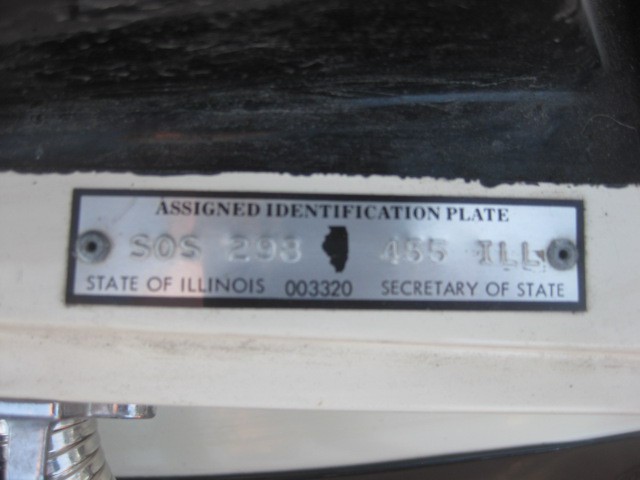 ASSIGNED IDENTIFICATION PLATE
SOS 298 465 ILL
STATE OF ILLINOIS 003320 SECRETARY OF STATE